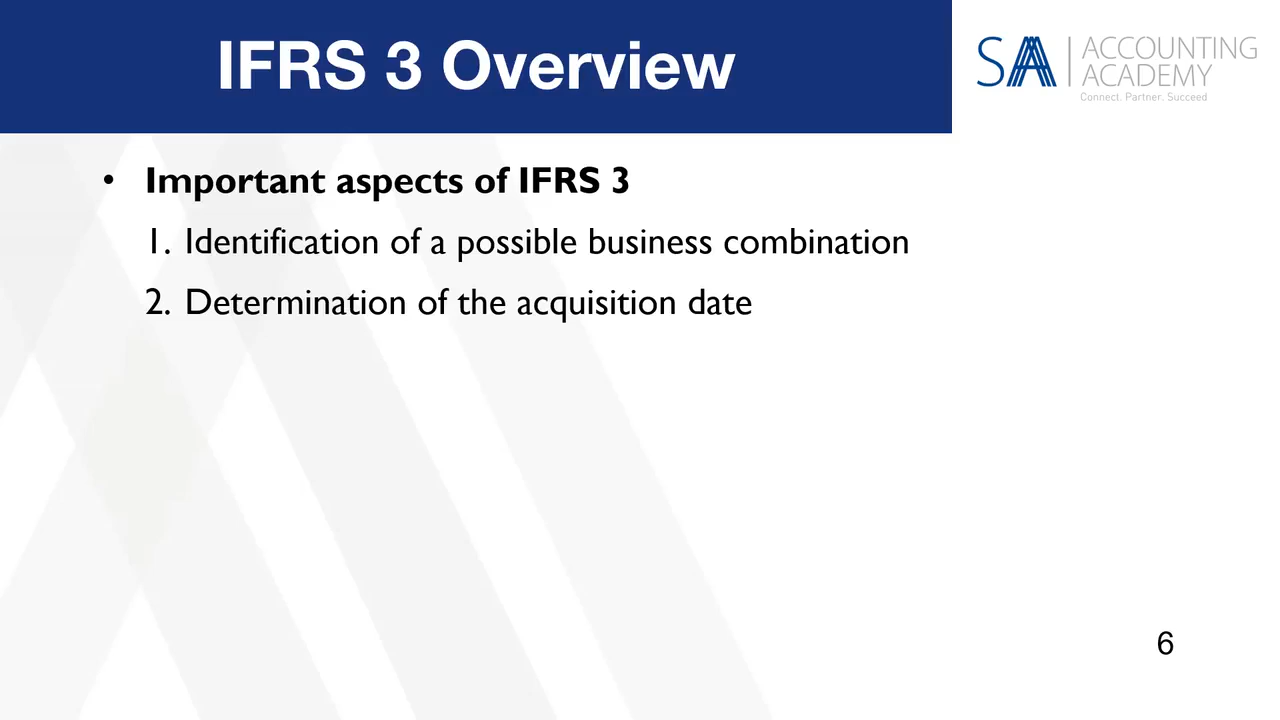 IFRS 3 Overview
SAA
ACCOUNTING
ACADEMY
Connect. Partner. Succeed
• Important aspects of IFRS 3
1. Identification of a possible business combination
2. Determination of the acquisition date
6